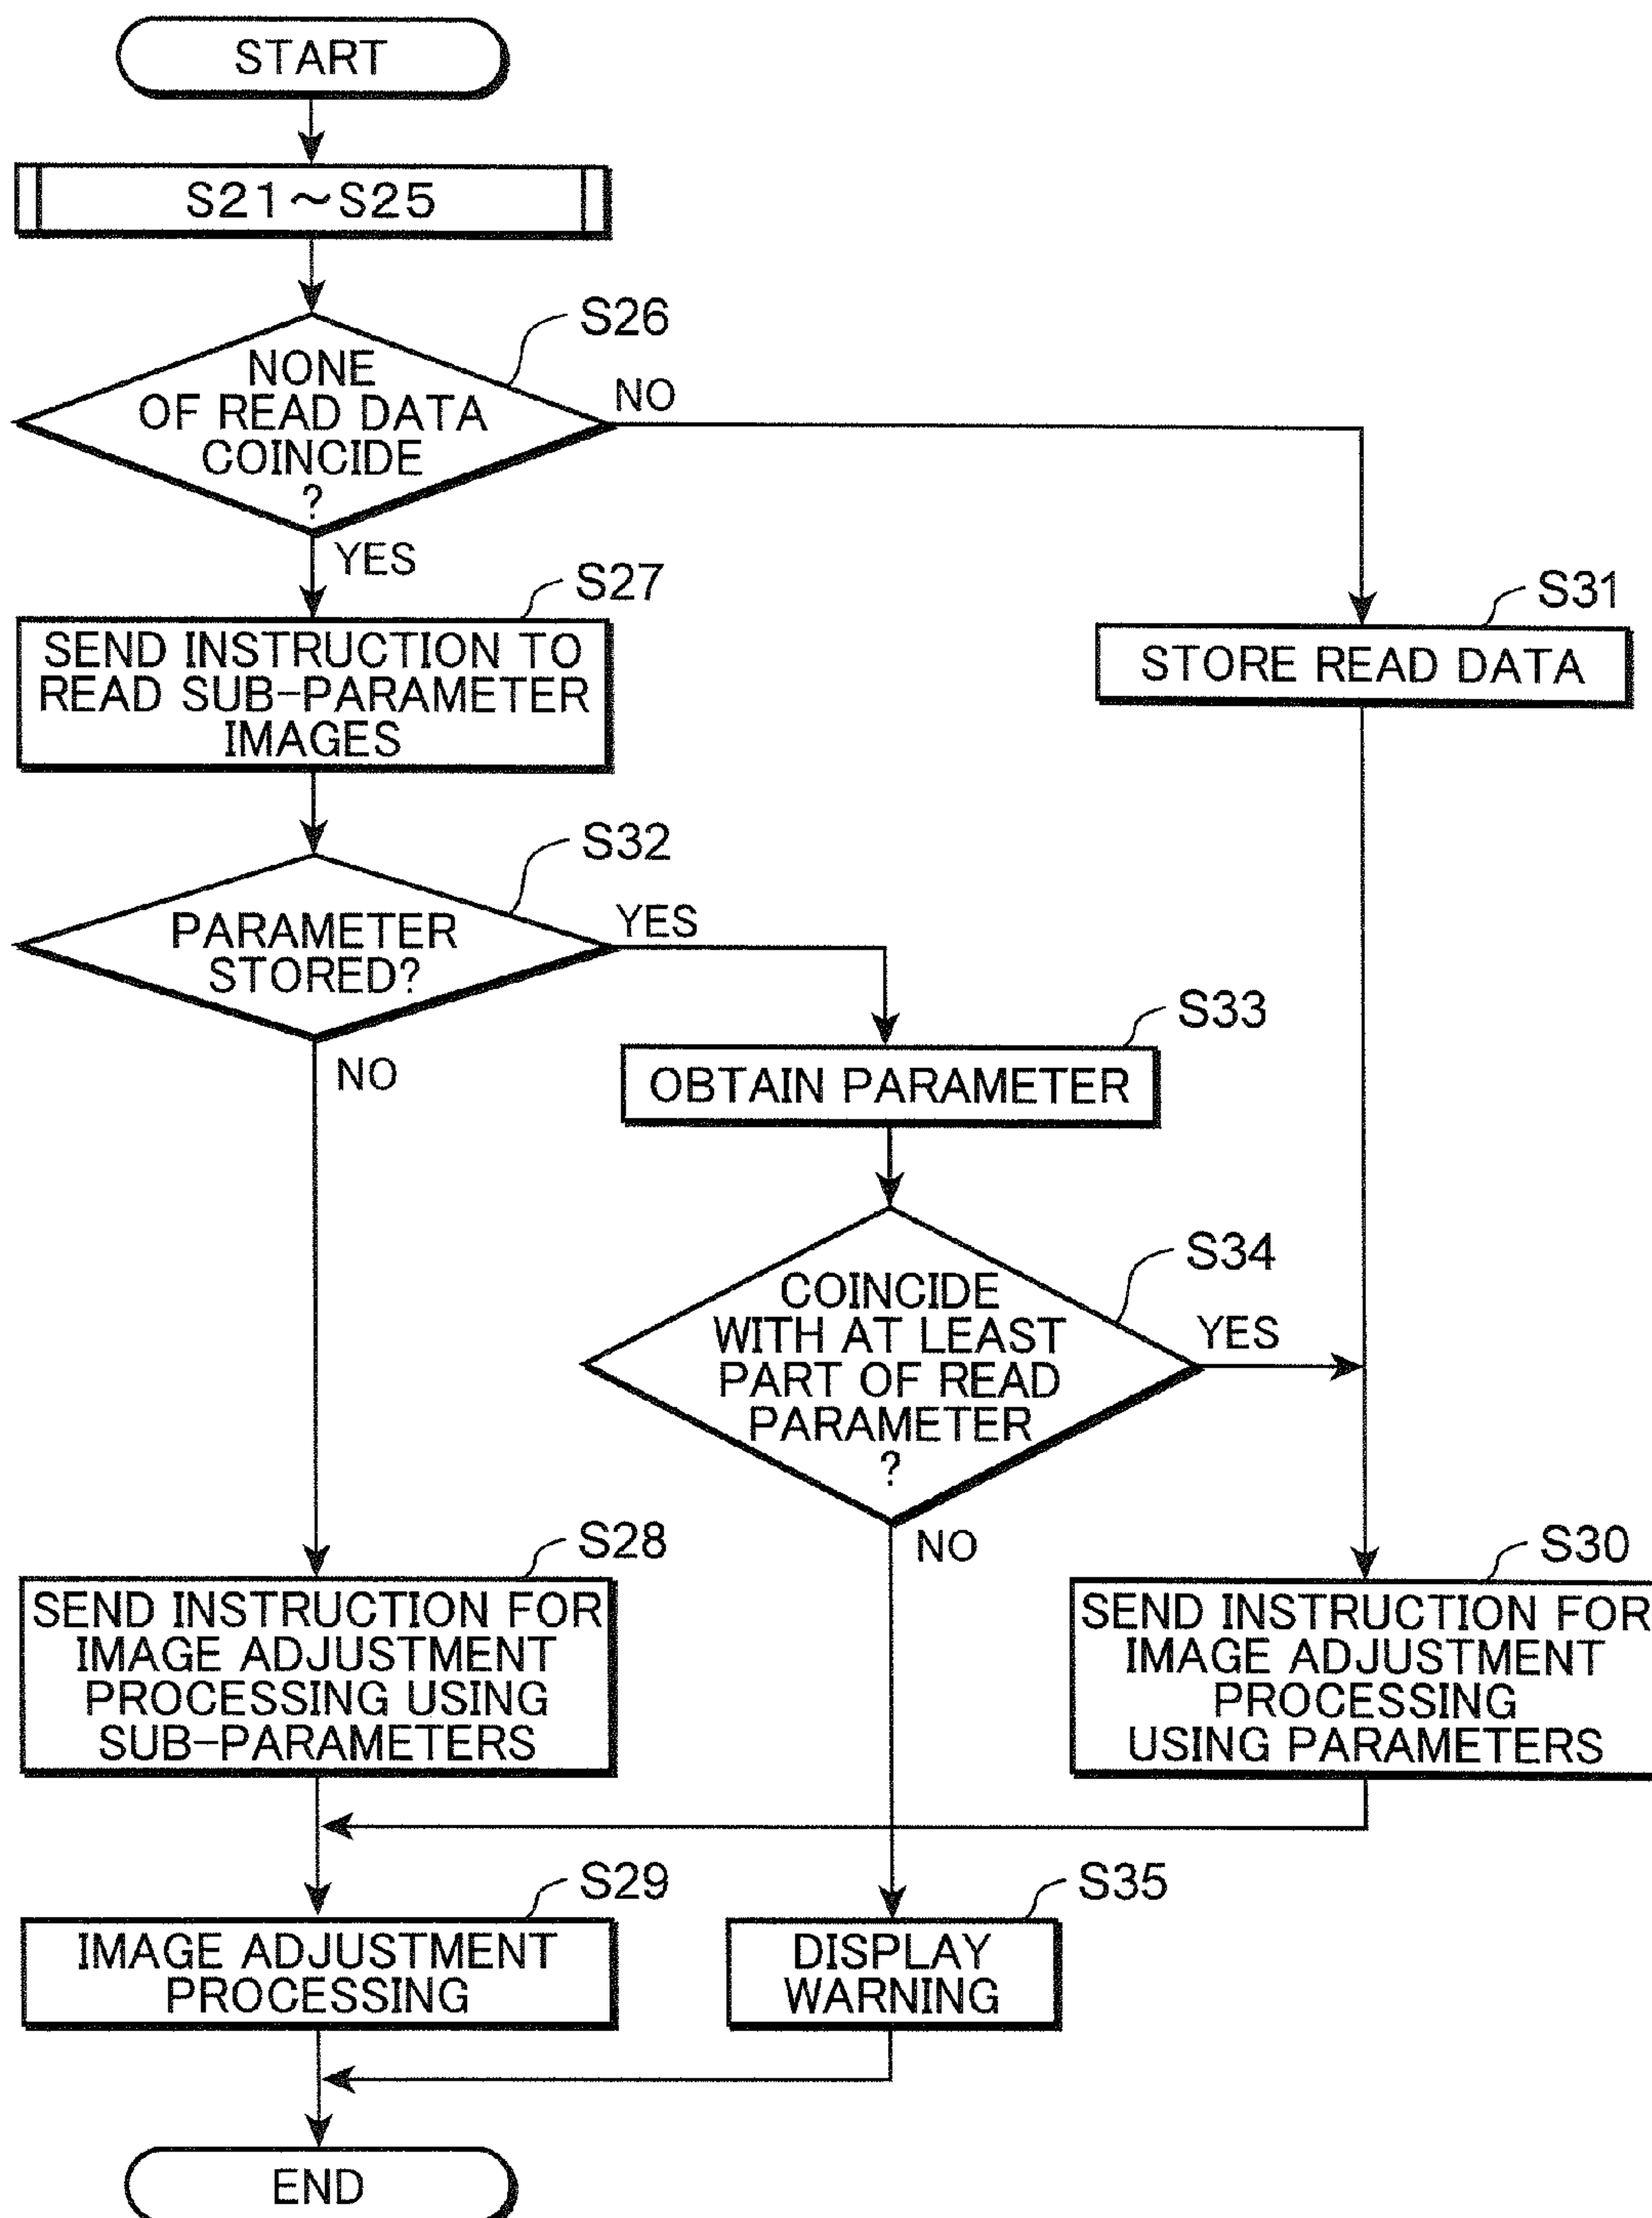 START
S21~S25
S26
NONE
OF READ DATA
COINCIDE
?
NO
YES
S27
SEND INSTRUCTION TO
READ SUB-PARAMETER
IMAGES
S31
STORE READ DATA
S32
PARAMETER
STORED?
YES
NO
S33
OBTAIN PARAMETER
S34
COINCIDE
WITH AT LEAST
PART OF READ
PARAMETER
?
YES
NO
S28
SEND INSTRUCTION FOR
IMAGE ADJUSTMENT
PROCESSING USING
SUB-PARAMETERS
S30
SEND INSTRUCTION FOR
IMAGE ADJUSTMENT
PROCESSING
USING PARAMETERS
S29
IMAGE ADJUSTMENT
PROCESSING
S35
DISPLAY
WARNING
END